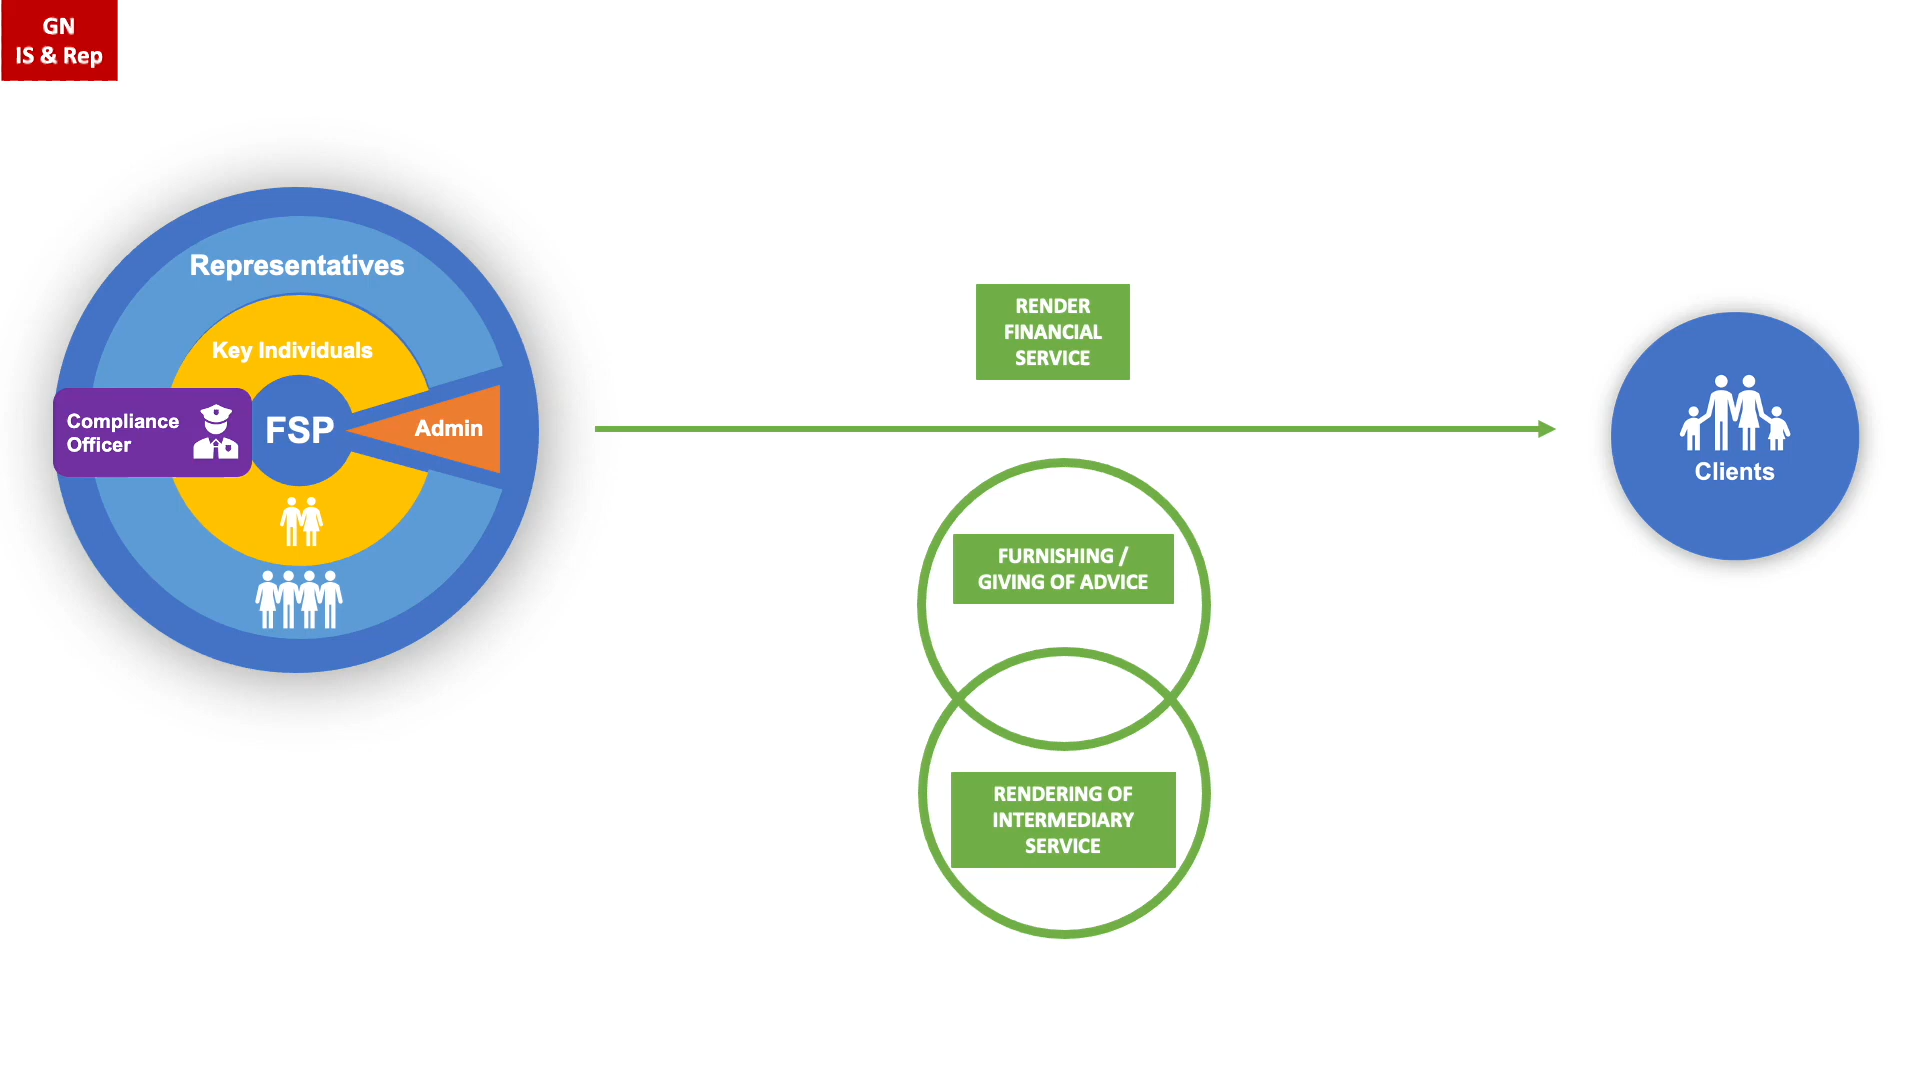 GN
IS & Rep
Representatives
Key Individuals
Compliance
Officer
FSP
Admin
RENDER
FINANCIAL
SERVICE
FURNISHING /
GIVING OF ADVICE
RENDERING OF
INTERMEDIARY
SERVICE
Clients